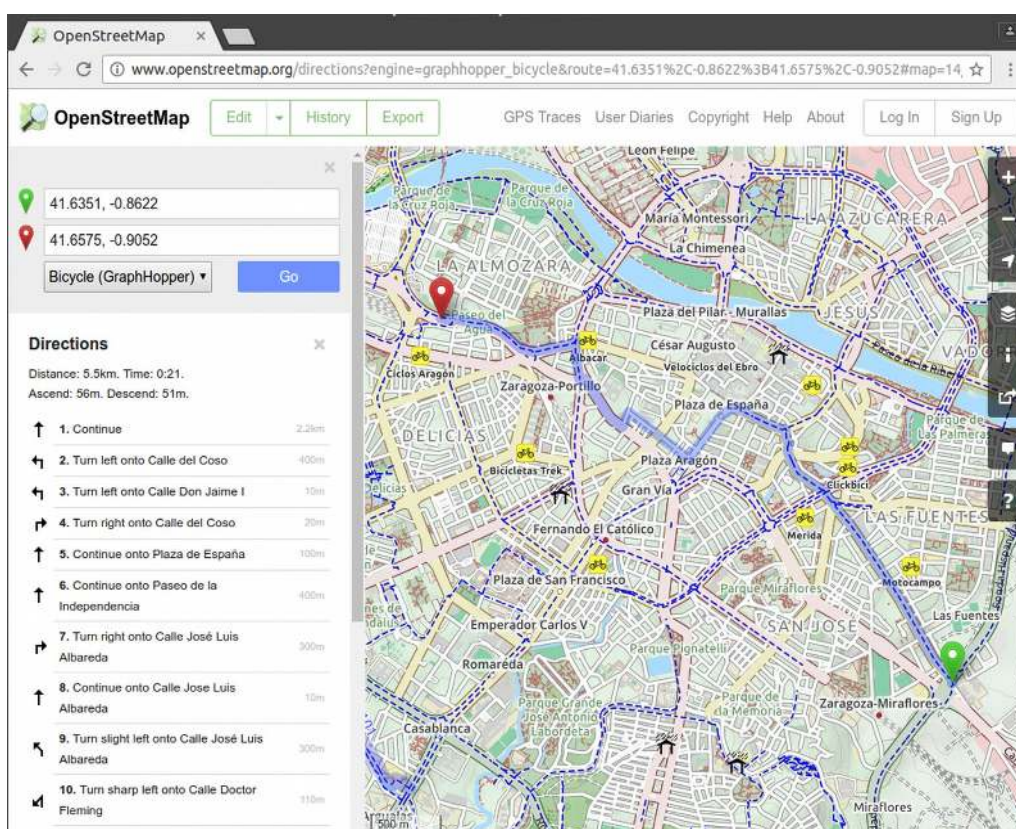 OpenStreetMap ×
www.openstreetmap.org/directions?engine=graphhopper_bicycle&route=41.6351%2C-0.8622%3B41.6575%2C-0.9052#map=14
OpenStreetMap Edit History Export GPS Traces User Diaries Copyright Help About Log In Sign Up
41.6351, -0.8622
41.6575, -0.9052
Bicycle (GraphHopper) Go
Directions
Distance: 5.5km. Time: 0:21.
Ascend: 56m. Descend: 51m.
1. Continue 2.2km
2. Turn left onto Calle del Coso 400m
3. Turn left onto Calle Don Jaime I 10m
4. Turn right onto Calle del Coso 20m
5. Continue onto Plaza de España 100m
6. Continue onto Paseo de la
Independencia 400m
7. Turn right onto Calle José Luis
Albareda 300m
8. Continue onto Calle Jose Luis
Albareda 10m
9. Turn slight left onto Calle José Luis
Albareda 300m
10. Turn sharp left onto Calle Doctor
Fleming 110m
León Felipe
Parque de
la Cruz Roja
Parque de
la Cruz Roja
María Montessori
LA AZUCARERA
La Chimenea
LA ALMOZARA
Plaza del Pilar - Murallas
JESÚS
Paseo del
Agua
Albacar
César Augusto
Velociclos del Ebro
Paseo de la
VADOR
Ciclos Aragón
Zaragoza-Portillo
Plaza de España
Parque de
Las Palmeras
DELICIAS
Plaza Aragón
Bicicletas Trek
Clickbici
Delicias
Gran Vía
LAS FUENTES
Fernando El Católico
Merida
Plaza de San Francisco
Motocampo
Parque Miraflores
Las Fuentes
Emperador Carlos V
SAN JOSÉ
Parque Pignatelli
Romareda
Parque Grande
José Antonio
Labordeta
Parque de
la Memoria
Zaragoza-Miraflores
Casablanca
Miraflores
500 m